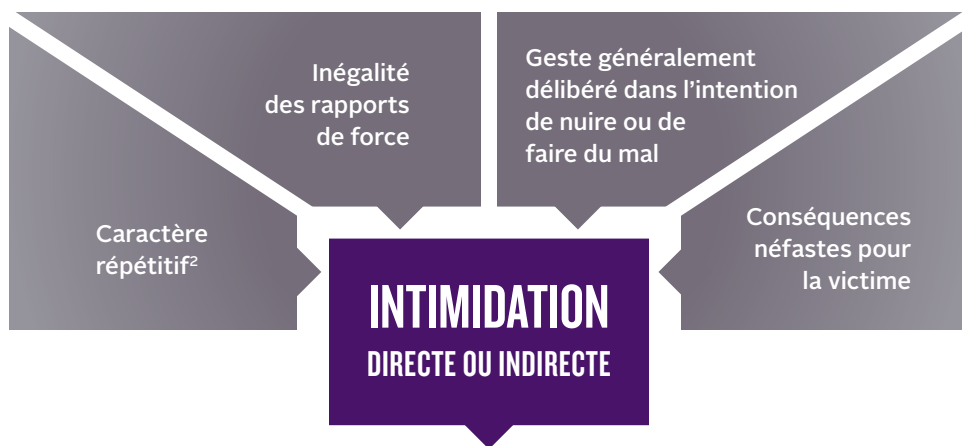 Caractère
répétitif²
Inégalité
des rapports
de force
Geste généralement
délibéré dans l’intention
de nuire ou de
faire du mal
Conséquences
néfastes pour
la victime
INTIMIDATION
DIRECTE OU INDIRECTE